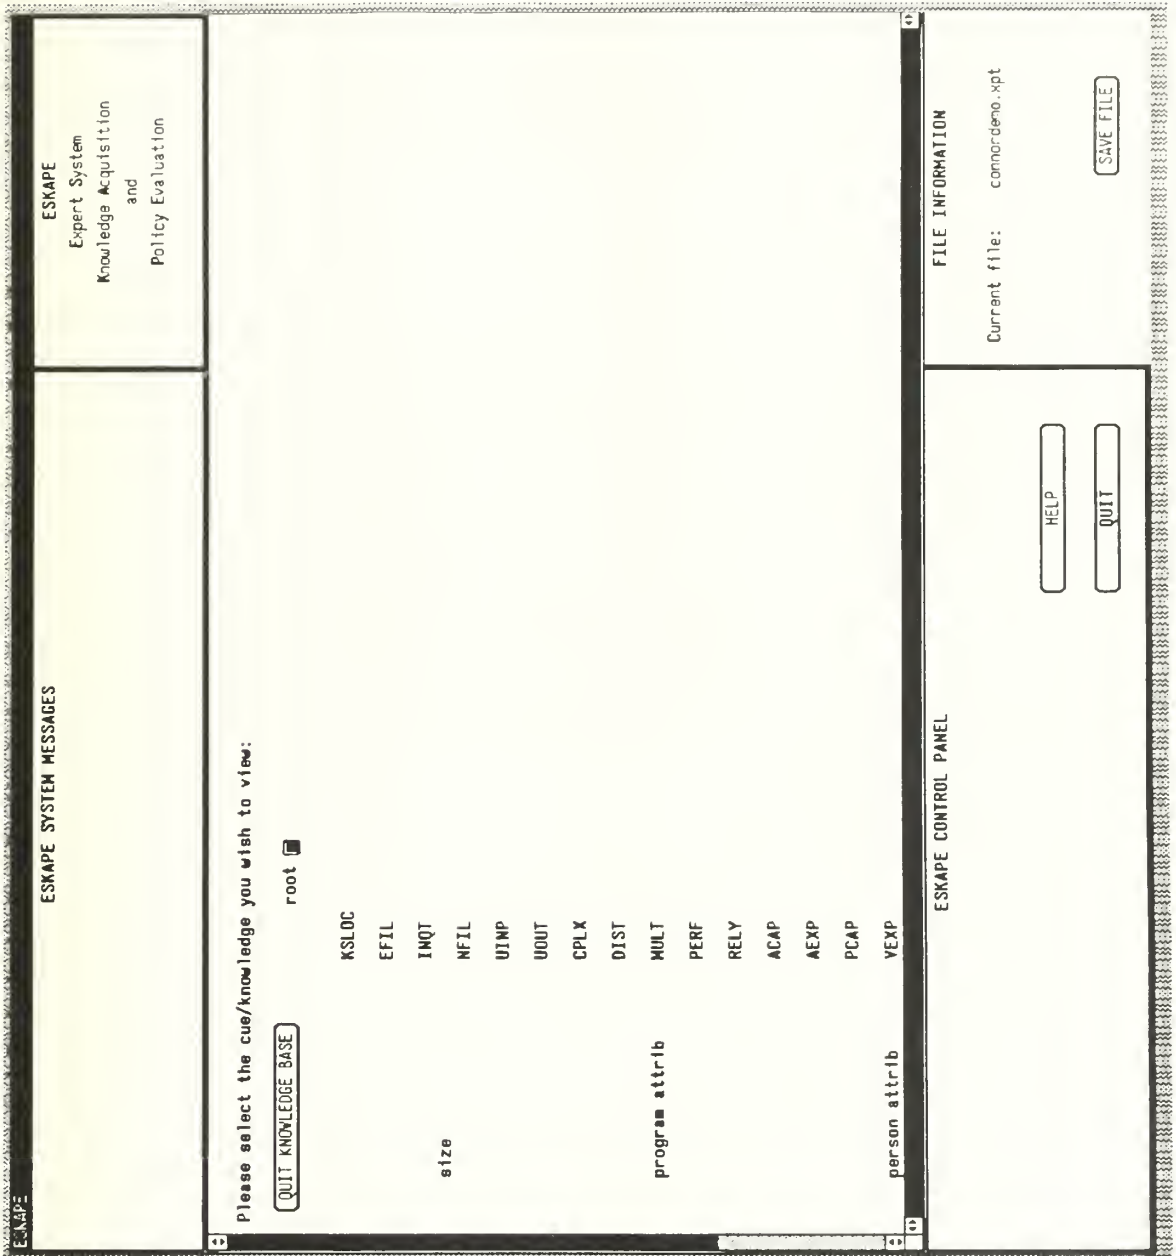 ESKAPE
ESKAPE SYSTEM MESSAGES
ESKAPE
Expert System
Knowledge Acquisition
and
Policy Evaluation
Please select the cue/knowledge you wish to view:
QUIT KNOWLEDGE BASE
root
KSLOC
EFIL
size
INQT
NFIL
UINP
UOUT
CPLX
DIST
program attrib
MULT
PERF
RELY
ACAP
AEXP
PCAP
person attrib
VEXP
ESKAPE CONTROL PANEL
HELP
QUIT
FILE INFORMATION
Current file: connordemo.xpt
SAVE FILE